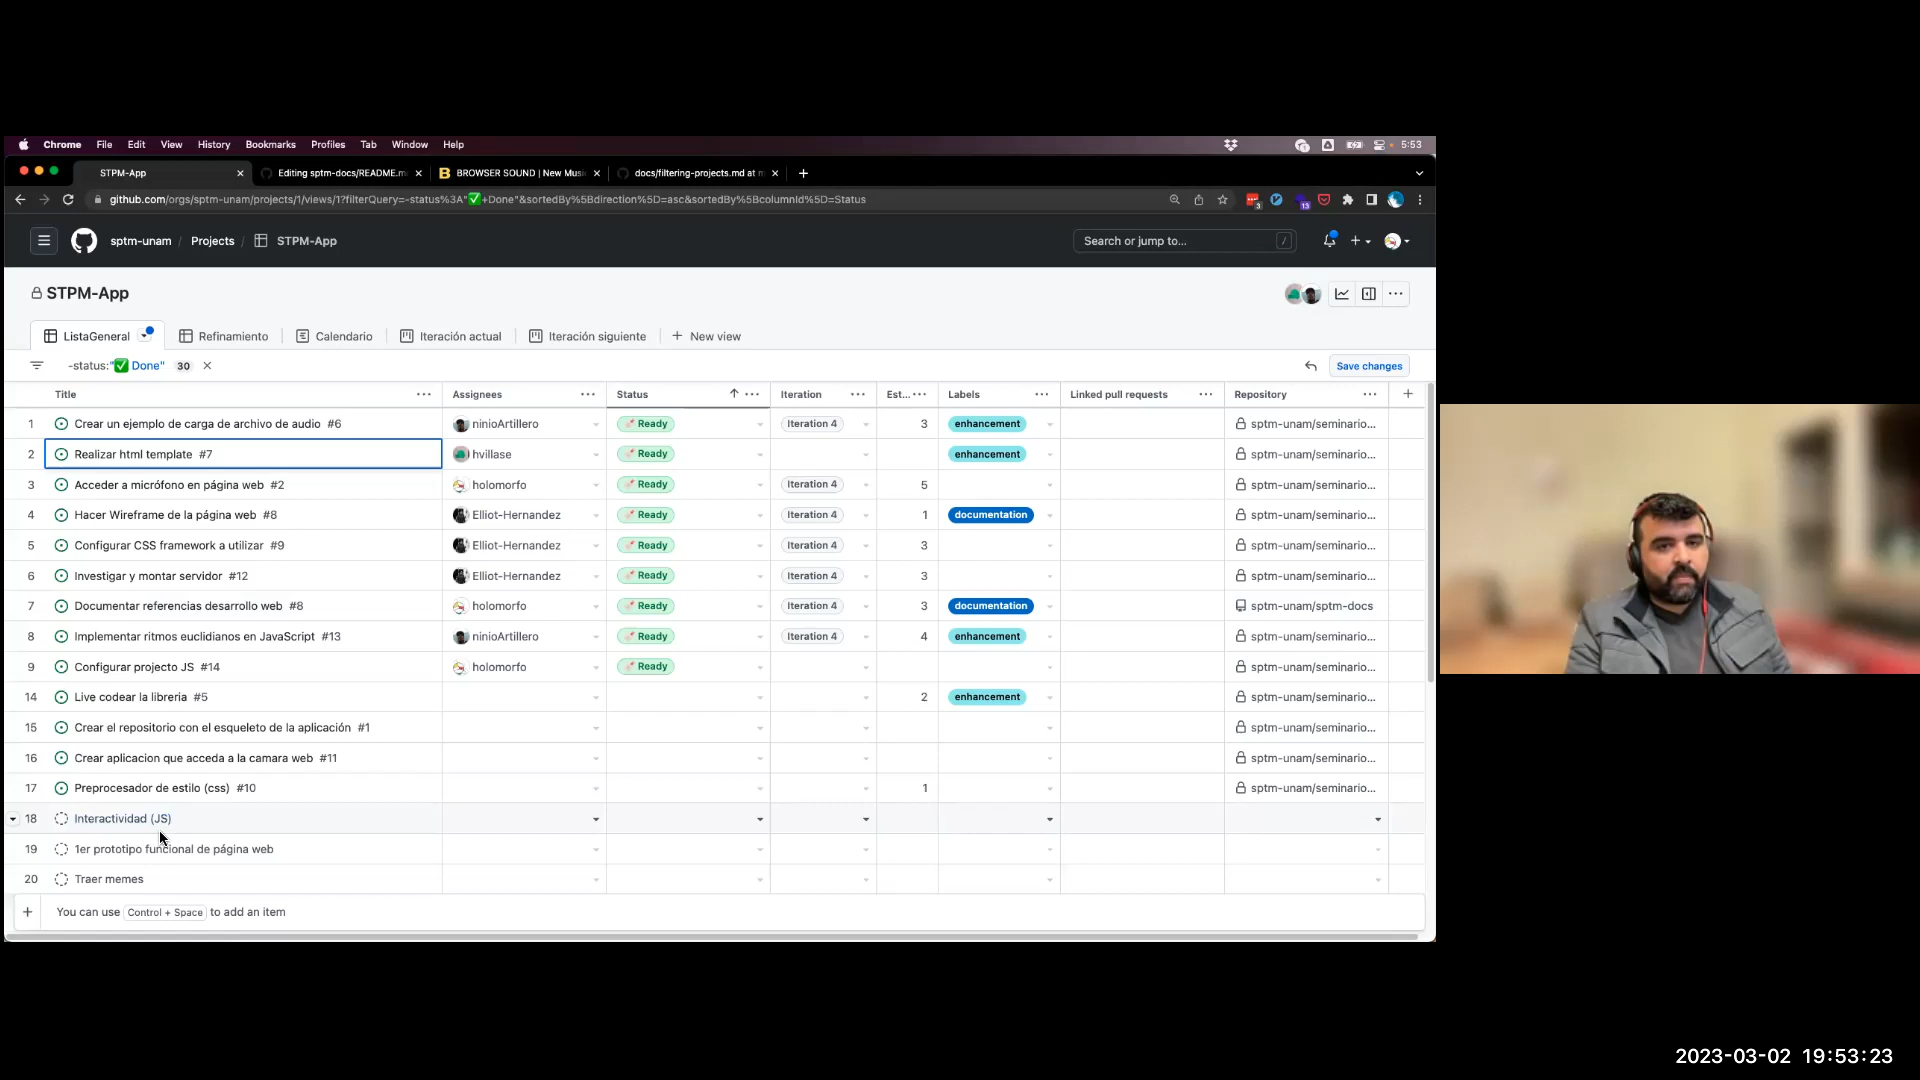 Chrome File Edit View History Bookmarks Profiles Tab Window Help 5:53
STPM-App Editing sptm-docs/README.m BROWSER SOUND | New Musi docs/filtering-projects.md at m
github.com/orgs/sptm-unam/projects/1/views/1?filterQuery=-status%3A"✅+Done"&sortedBy%5Bdirection%5D=asc&sortedBy%5BcolumnId%5D=Status
sptm-unam / Projects / STPM-App Search or jump to... /
STPM-App
ListaGeneral Refinamiento Calendario Iteración actual Iteración siguiente + New view
-status:"✅ Done" 30 Save changes
Title Assignees Status Iteration Est... Labels Linked pull requests Repository
1 Crear un ejemplo de carga de archivo de audio #6 ninioArtillero Ready Iteration 4 3 enhancement sptm-unam/seminario...
2 Realizar html template #7 hvillase Ready enhancement sptm-unam/seminario...
3 Acceder a micrófono en página web #2 holomorfo Ready Iteration 4 5 sptm-unam/seminario...
4 Hacer Wireframe de la página web #8 Elliot-Hernandez Ready Iteration 4 1 documentation sptm-unam/seminario...
5 Configurar CSS framework a utilizar #9 Elliot-Hernandez Ready Iteration 4 3 sptm-unam/seminario...
6 Investigar y montar servidor #12 Elliot-Hernandez Ready Iteration 4 3 sptm-unam/seminario...
7 Documentar referencias desarrollo web #8 holomorfo Ready Iteration 4 3 documentation sptm-unam/sptm-docs
8 Implementar ritmos euclidianos en JavaScript #13 ninioArtillero Ready Iteration 4 4 enhancement sptm-unam/seminario...
9 Configurar projecto JS #14 holomorfo Ready sptm-unam/seminario...
14 Live codear la libreria #5 2 enhancement sptm-unam/seminario...
15 Crear el repositorio con el esqueleto de la aplicación #1 sptm-unam/seminario...
16 Crear aplicacion que acceda a la camara web #11 sptm-unam/seminario...
17 Preprocesador de estilo (css) #10 1 sptm-unam/seminario...
18 Interactividad (JS)
19 1er prototipo funcional de página web
20 Traer memes
+ You can use Control + Space to add an item
2023-03-02 19:53:23